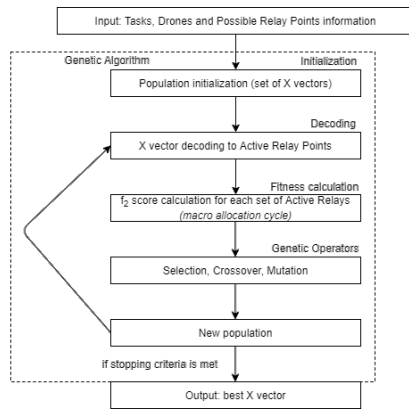 Input: Tasks, Drones and Possible Relay Points information
Genetic Algorithm
Initialization
Population initialization (set of X vectors)
Decoding
X vector decoding to Active Relay Points
Fitness calculation
f₂ score calculation for each set of Active Relays
(macro allocation cycle)
Genetic Operators
Selection, Crossover, Mutation
New population
if stopping criteria is met
Output: best X vector